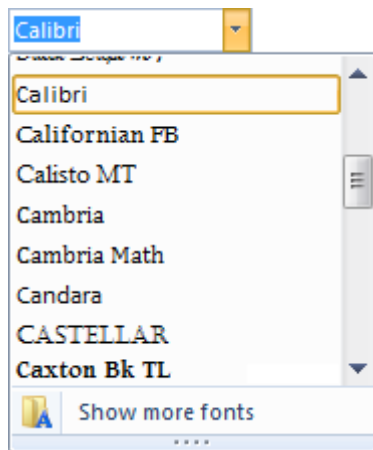 Calibri
Calibri
Californian FB
Calisto MT
Cambria
Cambria Math
Candara
CASTELLAR
Caxton Bk TL
Show more fonts